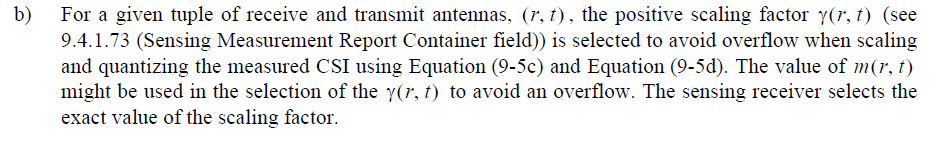 b) For a given tuple of receive and transmit antennas, (r, t), the positive scaling factor γ(r, t) (see
9.4.1.73 (Sensing Measurement Report Container field)) is selected to avoid overflow when scaling
and quantizing the measured CSI using Equation (9-5c) and Equation (9-5d). The value of m(r, t)
might be used in the selection of the γ(r, t) to avoid an overflow. The sensing receiver selects the
exact value of the scaling factor.